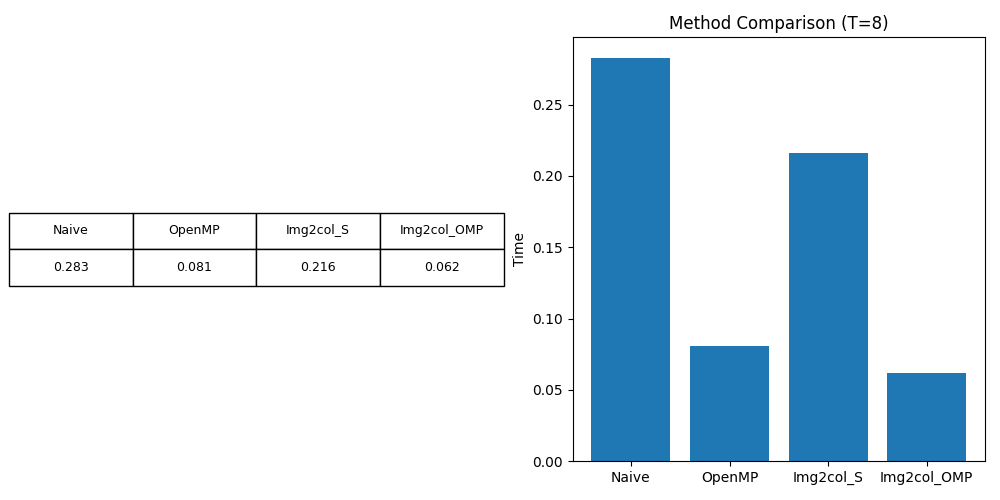 Naive OpenMP Img2col_S Img2col_OMP
0.283 0.081 0.216 0.062
Method Comparison (T=8)
Time
0.25
0.20
0.15
0.10
0.05
0.00
Naive OpenMP Img2col_S Img2col_OMP